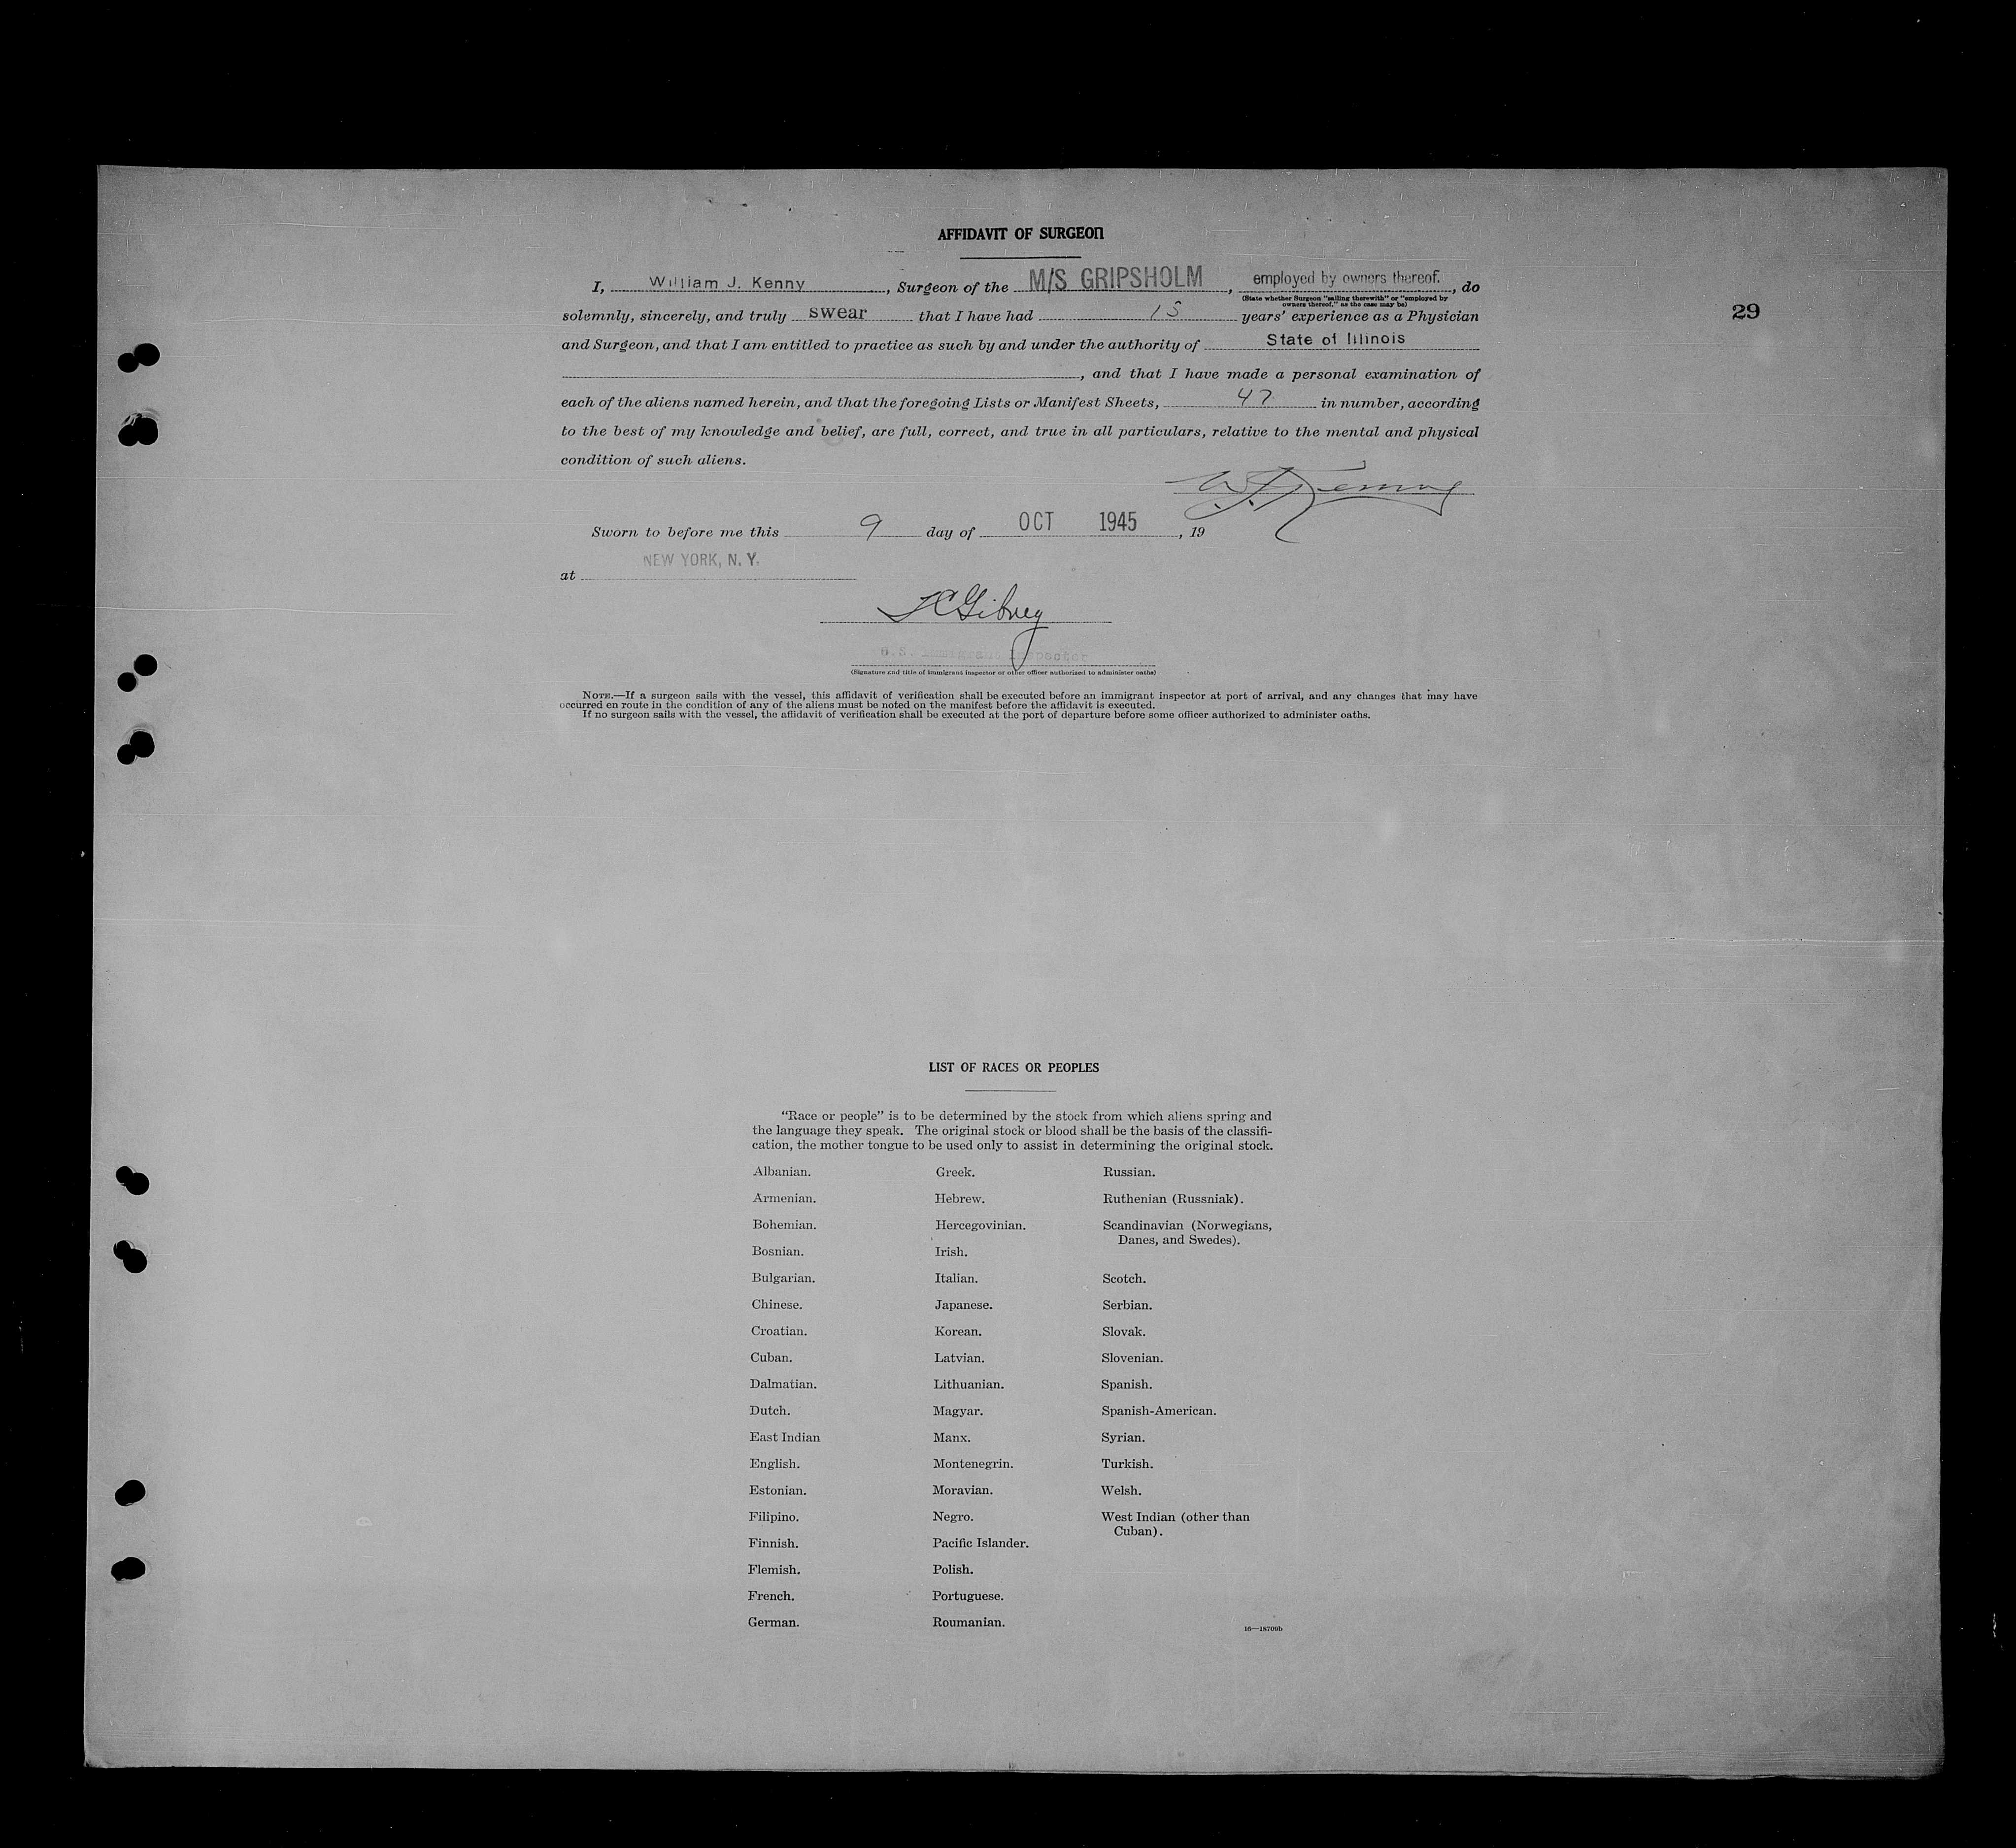 AFFIDAVIT OF SURGEON
29
I, William J. Kenny, Surgeon of the M/S GRIPSHOLM, employed by owners thereof., do
(State whether Surgeon "sailing therewith" or "employed by
owners thereof," as the case may be)
solemnly, sincerely, and truly swear that I have had 15 years' experience as a Physician
and Surgeon, and that I am entitled to practice as such by and under the authority of State of Illinois
, and that I have made a personal examination of
each of the aliens named herein, and that the foregoing Lists or Manifest Sheets, 47 in number, according
to the best of my knowledge and belief, are full, correct, and true in all particulars, relative to the mental and physical
condition of such aliens.
Sworn to before me this 9 day of OCT 1945, 19
NEW YORK, N. Y.
at
U.S. Immigrant Inspector
(Signature and title of immigrant inspector or other officer authorized to administer oaths)
NOTE.—If a surgeon sails with the vessel, this affidavit of verification shall be executed before an immigrant inspector at port of arrival, and any changes that may have
occurred en route in the condition of any of the aliens must be noted on the manifest before the affidavit is executed.
If no surgeon sails with the vessel, the affidavit of verification shall be executed at the port of departure before some officer authorized to administer oaths.
LIST OF RACES OR PEOPLES
"Race or people" is to be determined by the stock from which aliens spring and
the language they speak. The original stock or blood shall be the basis of the classifi-
cation, the mother tongue to be used only to assist in determining the original stock.
Albanian.
Armenian.
Bohemian.
Bosnian.
Bulgarian.
Chinese.
Croatian.
Cuban.
Dalmatian.
Dutch.
East Indian
English.
Estonian.
Filipino.
Finnish.
Flemish.
French.
German.
Greek.
Hebrew.
Hercegovinian.
Irish.
Italian.
Japanese.
Korean.
Latvian.
Lithuanian.
Magyar.
Manx.
Montenegrin.
Moravian.
Negro.
Pacific Islander.
Polish.
Portuguese.
Roumanian.
Russian.
Ruthenian (Russniak).
Scandinavian (Norwegians,
Danes, and Swedes).
Scotch.
Serbian.
Slovak.
Slovenian.
Spanish.
Spanish-American.
Syrian.
Turkish.
Welsh.
West Indian (other than
Cuban).
16—18709b